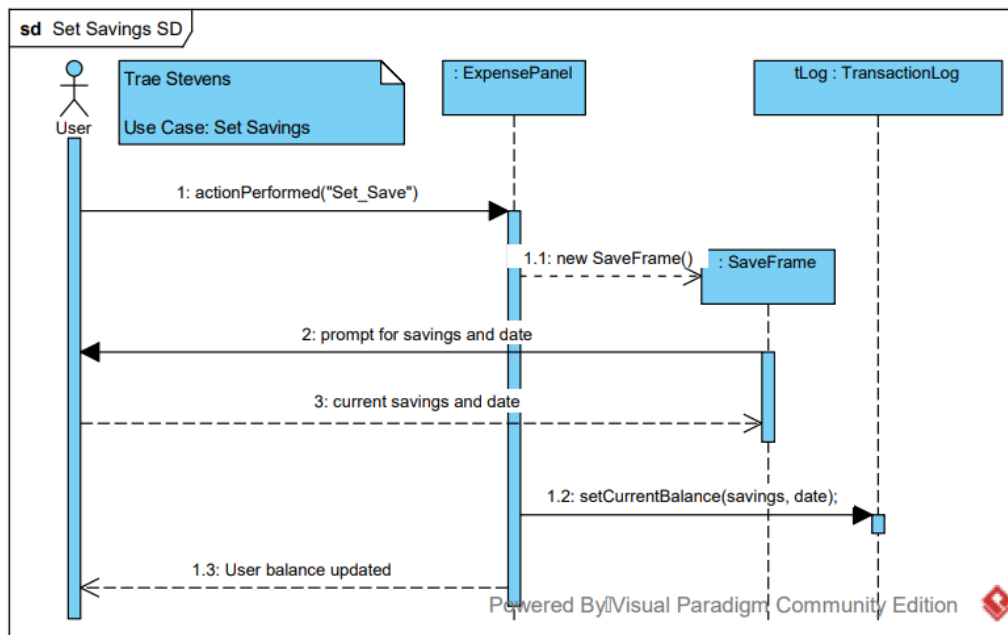 sd Set Savings SD
Trae Stevens
Use Case: Set Savings
User
: ExpensePanel
tLog : TransactionLog
1: actionPerformed("Set_Save")
1.1: new SaveFrame()
: SaveFrame
2: prompt for savings and date
3: current savings and date
1.2: setCurrentBalance(savings, date);
1.3: User balance updated
Powered By Visual Paradigm Community Edition